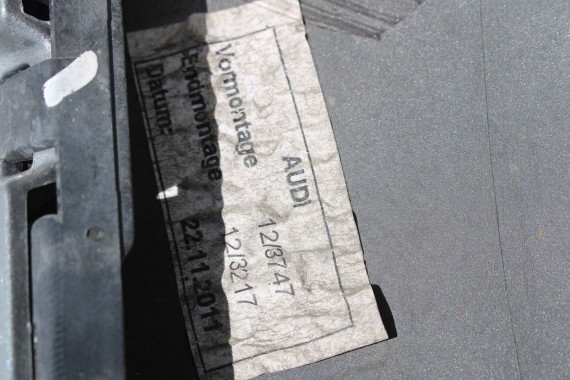 AUDI
Vormontage 12/3747
Endmontage 12/3217
Datum: 22.11.2011